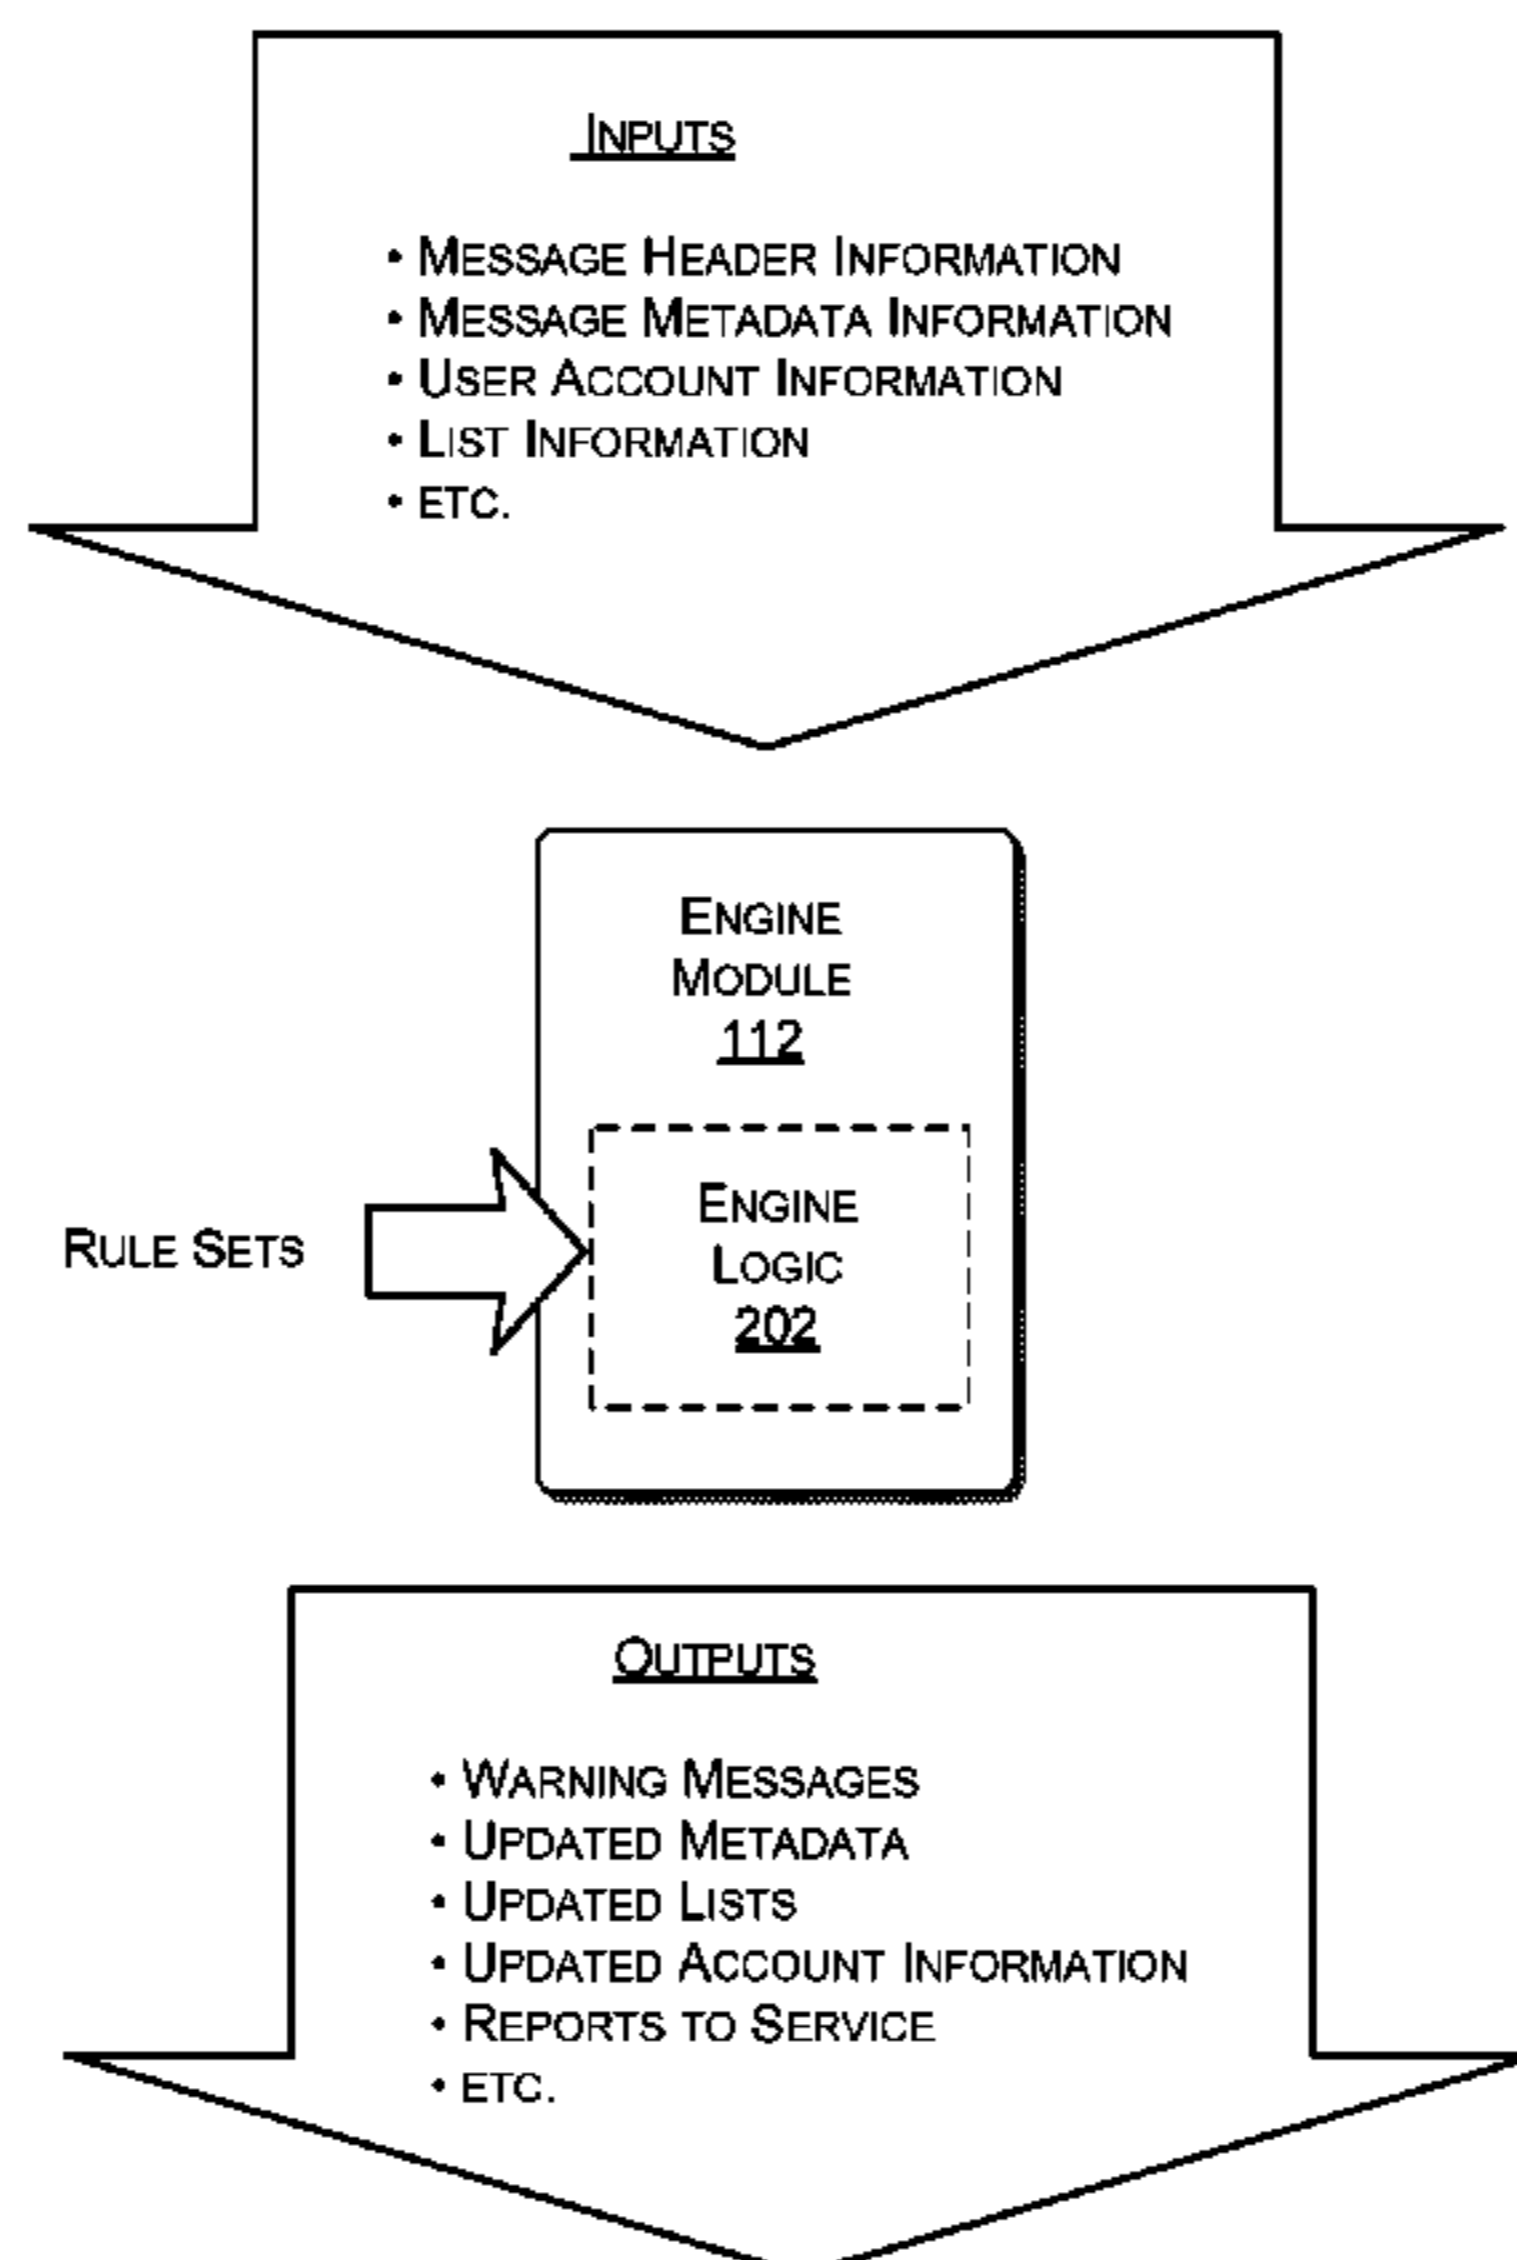 INPUTS
• MESSAGE HEADER INFORMATION
• MESSAGE METADATA INFORMATION
• USER ACCOUNT INFORMATION
• LIST INFORMATION
• ETC.
ENGINE
MODULE
112
RULE SETS
ENGINE
LOGIC
202
OUTPUTS
• WARNING MESSAGES
• UPDATED METADATA
• UPDATED LISTS
• UPDATED ACCOUNT INFORMATION
• REPORTS TO SERVICE
• ETC.